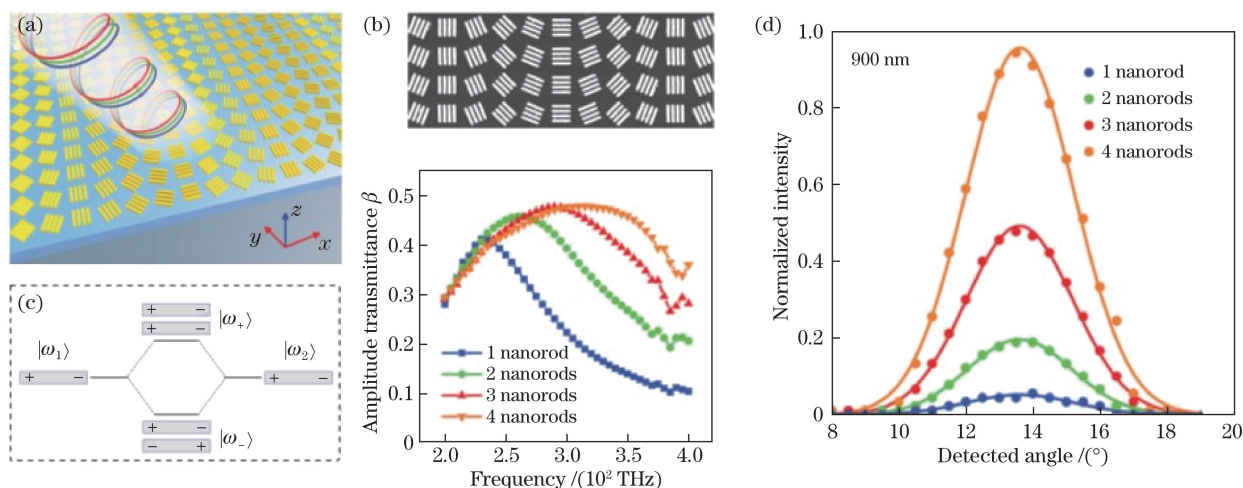 (a)
z
y
x
(b)
Amplitude transmittance β
0.5
0.4
0.3
0.2
0.1
0
1 nanorod
2 nanorods
3 nanorods
4 nanorods
2.0 2.5 3.0 3.5 4.0
Frequency /(10² THz)
(c)
+ −
+ −
|ω₊⟩
|ω₁⟩
|ω₂⟩
+ −
+ −
+ −
− +
|ω₋⟩
(d)
Normalized intensity
1.0
0.8
0.6
0.4
0.2
0
900 nm
1 nanorod
2 nanorods
3 nanorods
4 nanorods
8 10 12 14 16 18 20
Detected angle /(°)